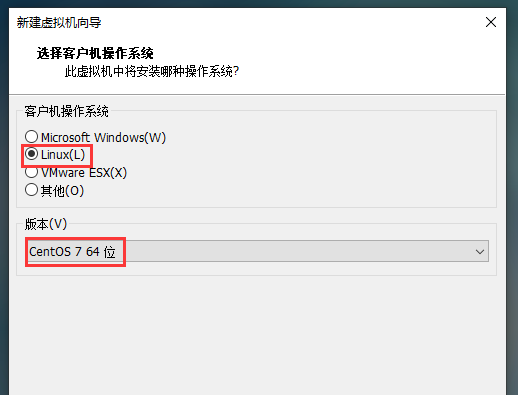 新建虚拟机向导
选择客户机操作系统
此虚拟机中将安装哪种操作系统?
客户机操作系统
Microsoft Windows(W)
Linux(L)
VMware ESX(X)
其他(O)
版本(V)
CentOS 7 64 位